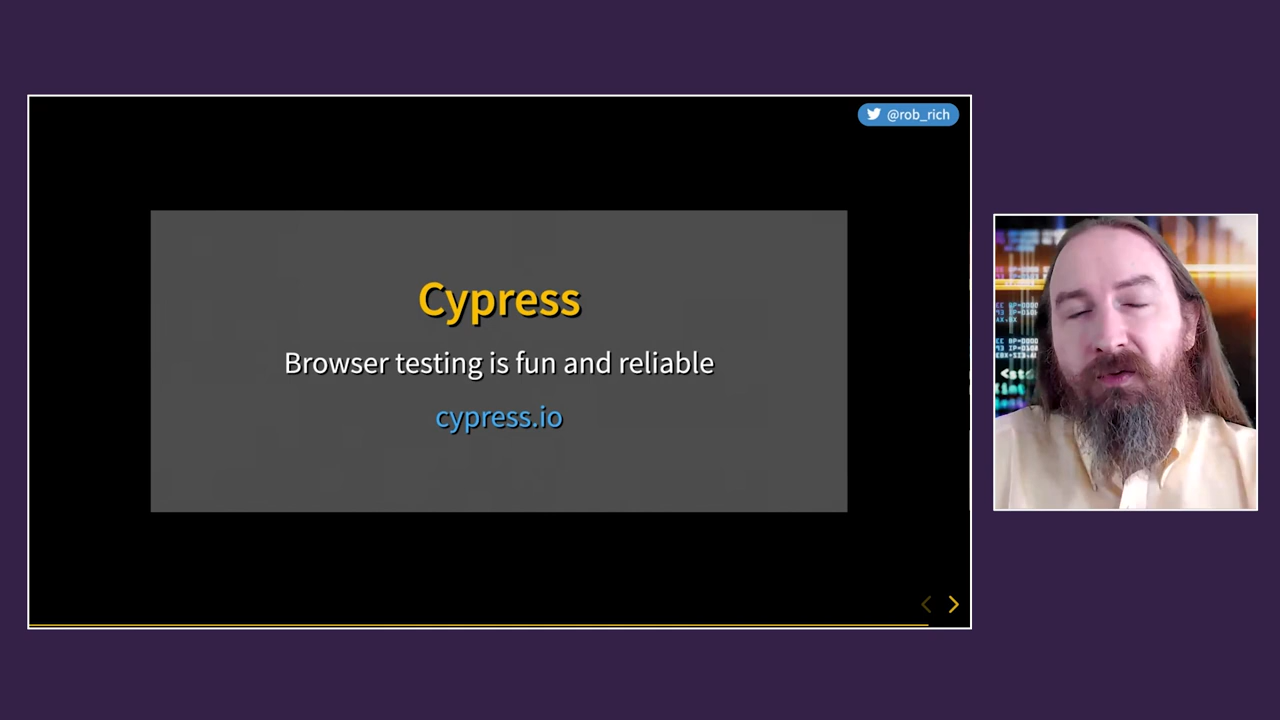 @rob_rich
Cypress
Browser testing is fun and reliable
cypress.io